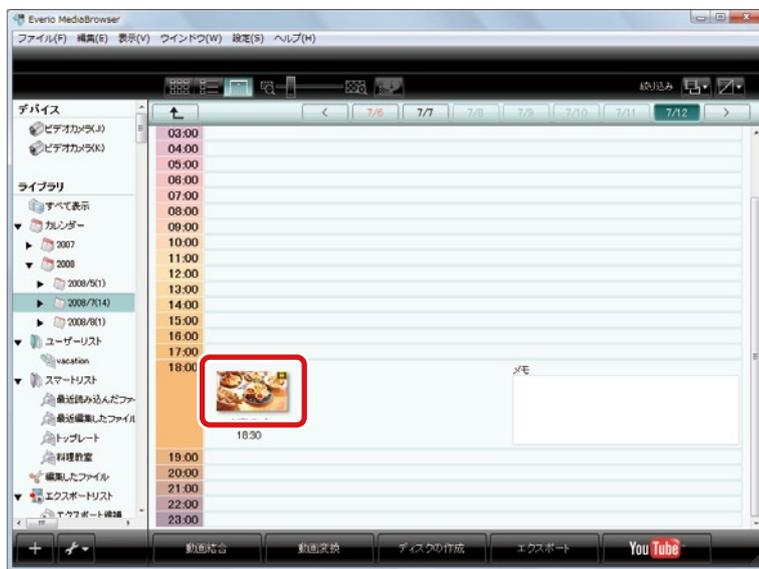 Everio MediaBrowser
ファイル(F) 編集(E) 表示(V) ウインドウ(W) 設定(S) ヘルプ(H)
絞り込み
デバイス
ビデオカメラ(J)
ビデオカメラ(K)
ライブラリ
すべて表示
カレンダー
2007
2008
2008/5(1)
2008/7(14)
2008/8(1)
ユーザーリスト
vacation
スマートリスト
最近読み込んだファ
最近編集したファイル
トップレート
料理教室
編集したファイル
エクスポートリスト
エクスポート候補
< 7/6 7/7 7/8 7/9 7/10 7/11 7/12 >
03:00
04:00
05:00
06:00
07:00
08:00
09:00
10:00
11:00
12:00
13:00
14:00
15:00
16:00
17:00
18:00
メモ
18:30
19:00
20:00
21:00
22:00
23:00
動画結合 動画変換 ディスクの作成 エクスポート YouTube